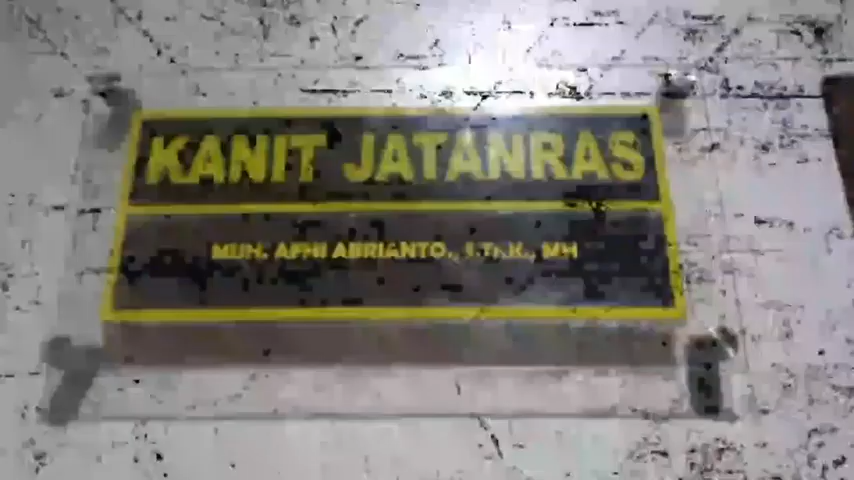 KANIT JATANRAS
MUH. AFHI ABRIANTO., S.Tr.K., MH